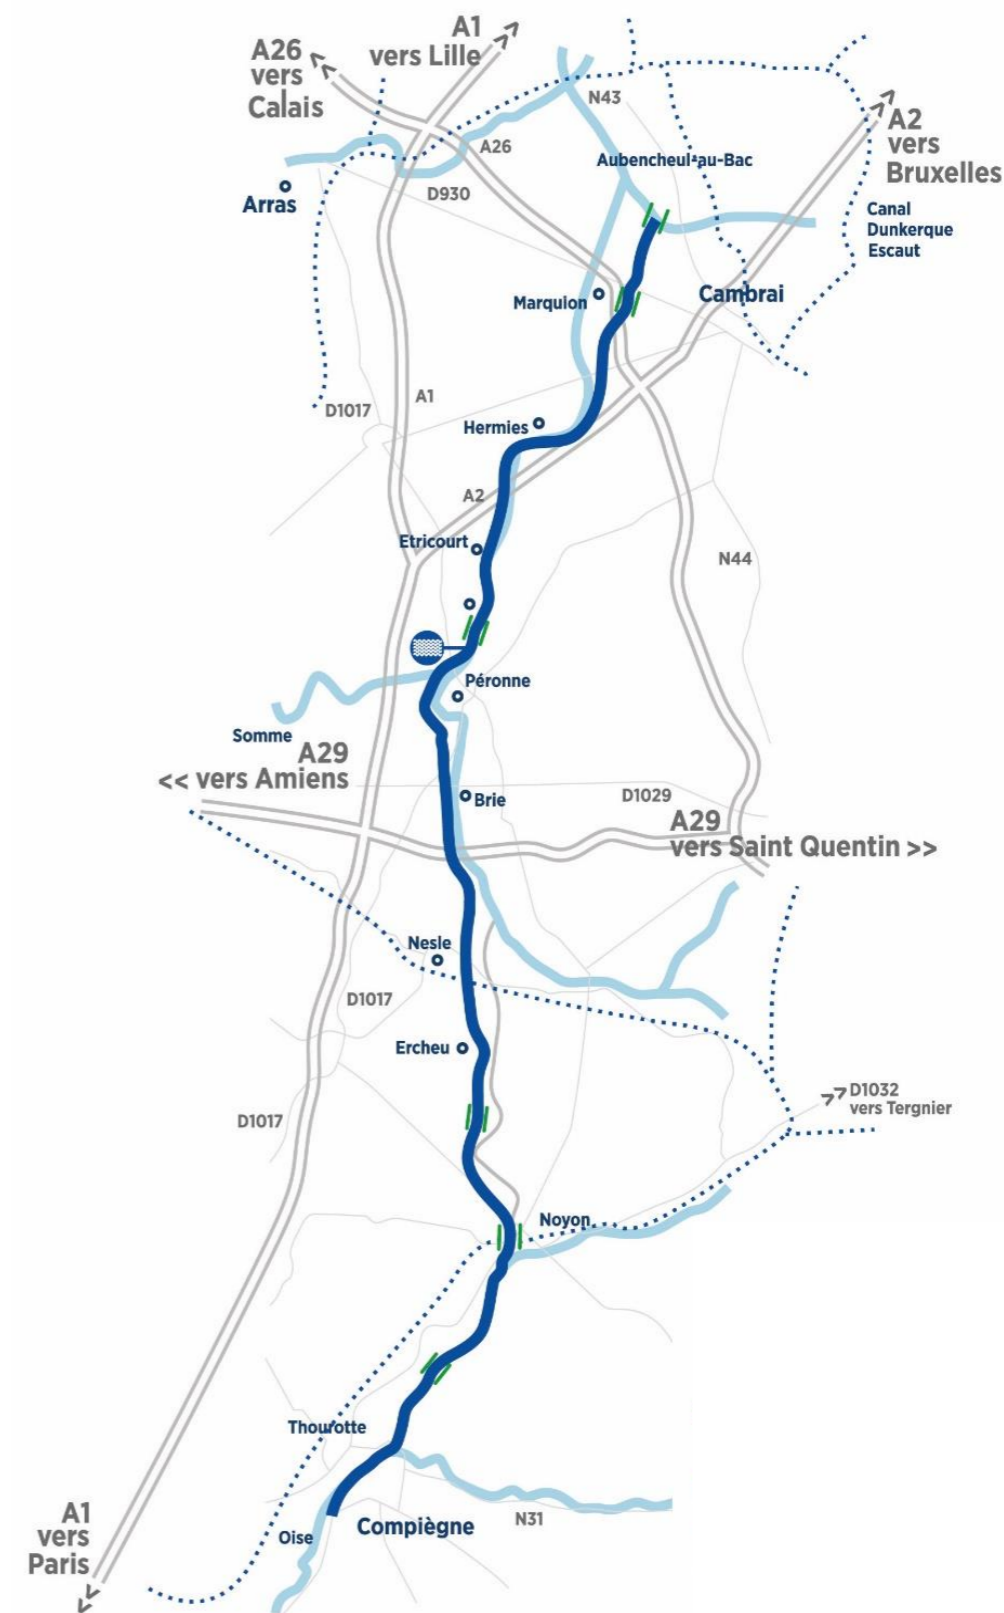 A1
vers Lille
A26
vers
Calais
N43
A2
vers
Bruxelles
A26
Aubencheul-au-Bac
D930
Arras
Canal
Dunkerque
Escaut
Marquion
Cambrai
A1
D1017
Hermies
A2
Etricourt
N44
Péronne
Somme
A29
<< vers Amiens
D1029
Brie
A29
vers Saint Quentin >>
Nesle
D1017
Ercheu
D1032
vers Tergnier
D1017
Noyon
Thourotte
A1
vers
Paris
N31
Compiègne
Oise